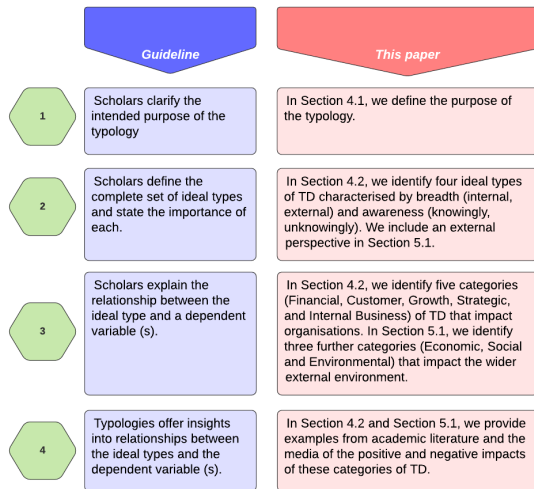 Guideline
This paper
1
Scholars clarify the
intended purpose of the
typology
In Section 4.1, we define the purpose of
the typology.
2
Scholars define the
complete set of ideal types
and state the importance of
each.
In Section 4.2, we identify four ideal types
of TD characterised by breadth (internal,
external) and awareness (knowingly,
unknowingly). We include an external
perspective in Section 5.1.
3
Scholars explain the
relationship between the
ideal type and a dependent
variable (s).
In Section 4.2, we identify five categories
(Financial, Customer, Growth, Strategic,
and Internal Business) of TD that impact
organisations. In Section 5.1, we identify
three further categories (Economic, Social
and Environmental) that impact the wider
external environment.
4
Typologies offer insights
into relationships between
the ideal types and the
dependent variable (s).
In Section 4.2 and Section 5.1, we provide
examples from academic literature and the
media of the positive and negative impacts
of these categories of TD.